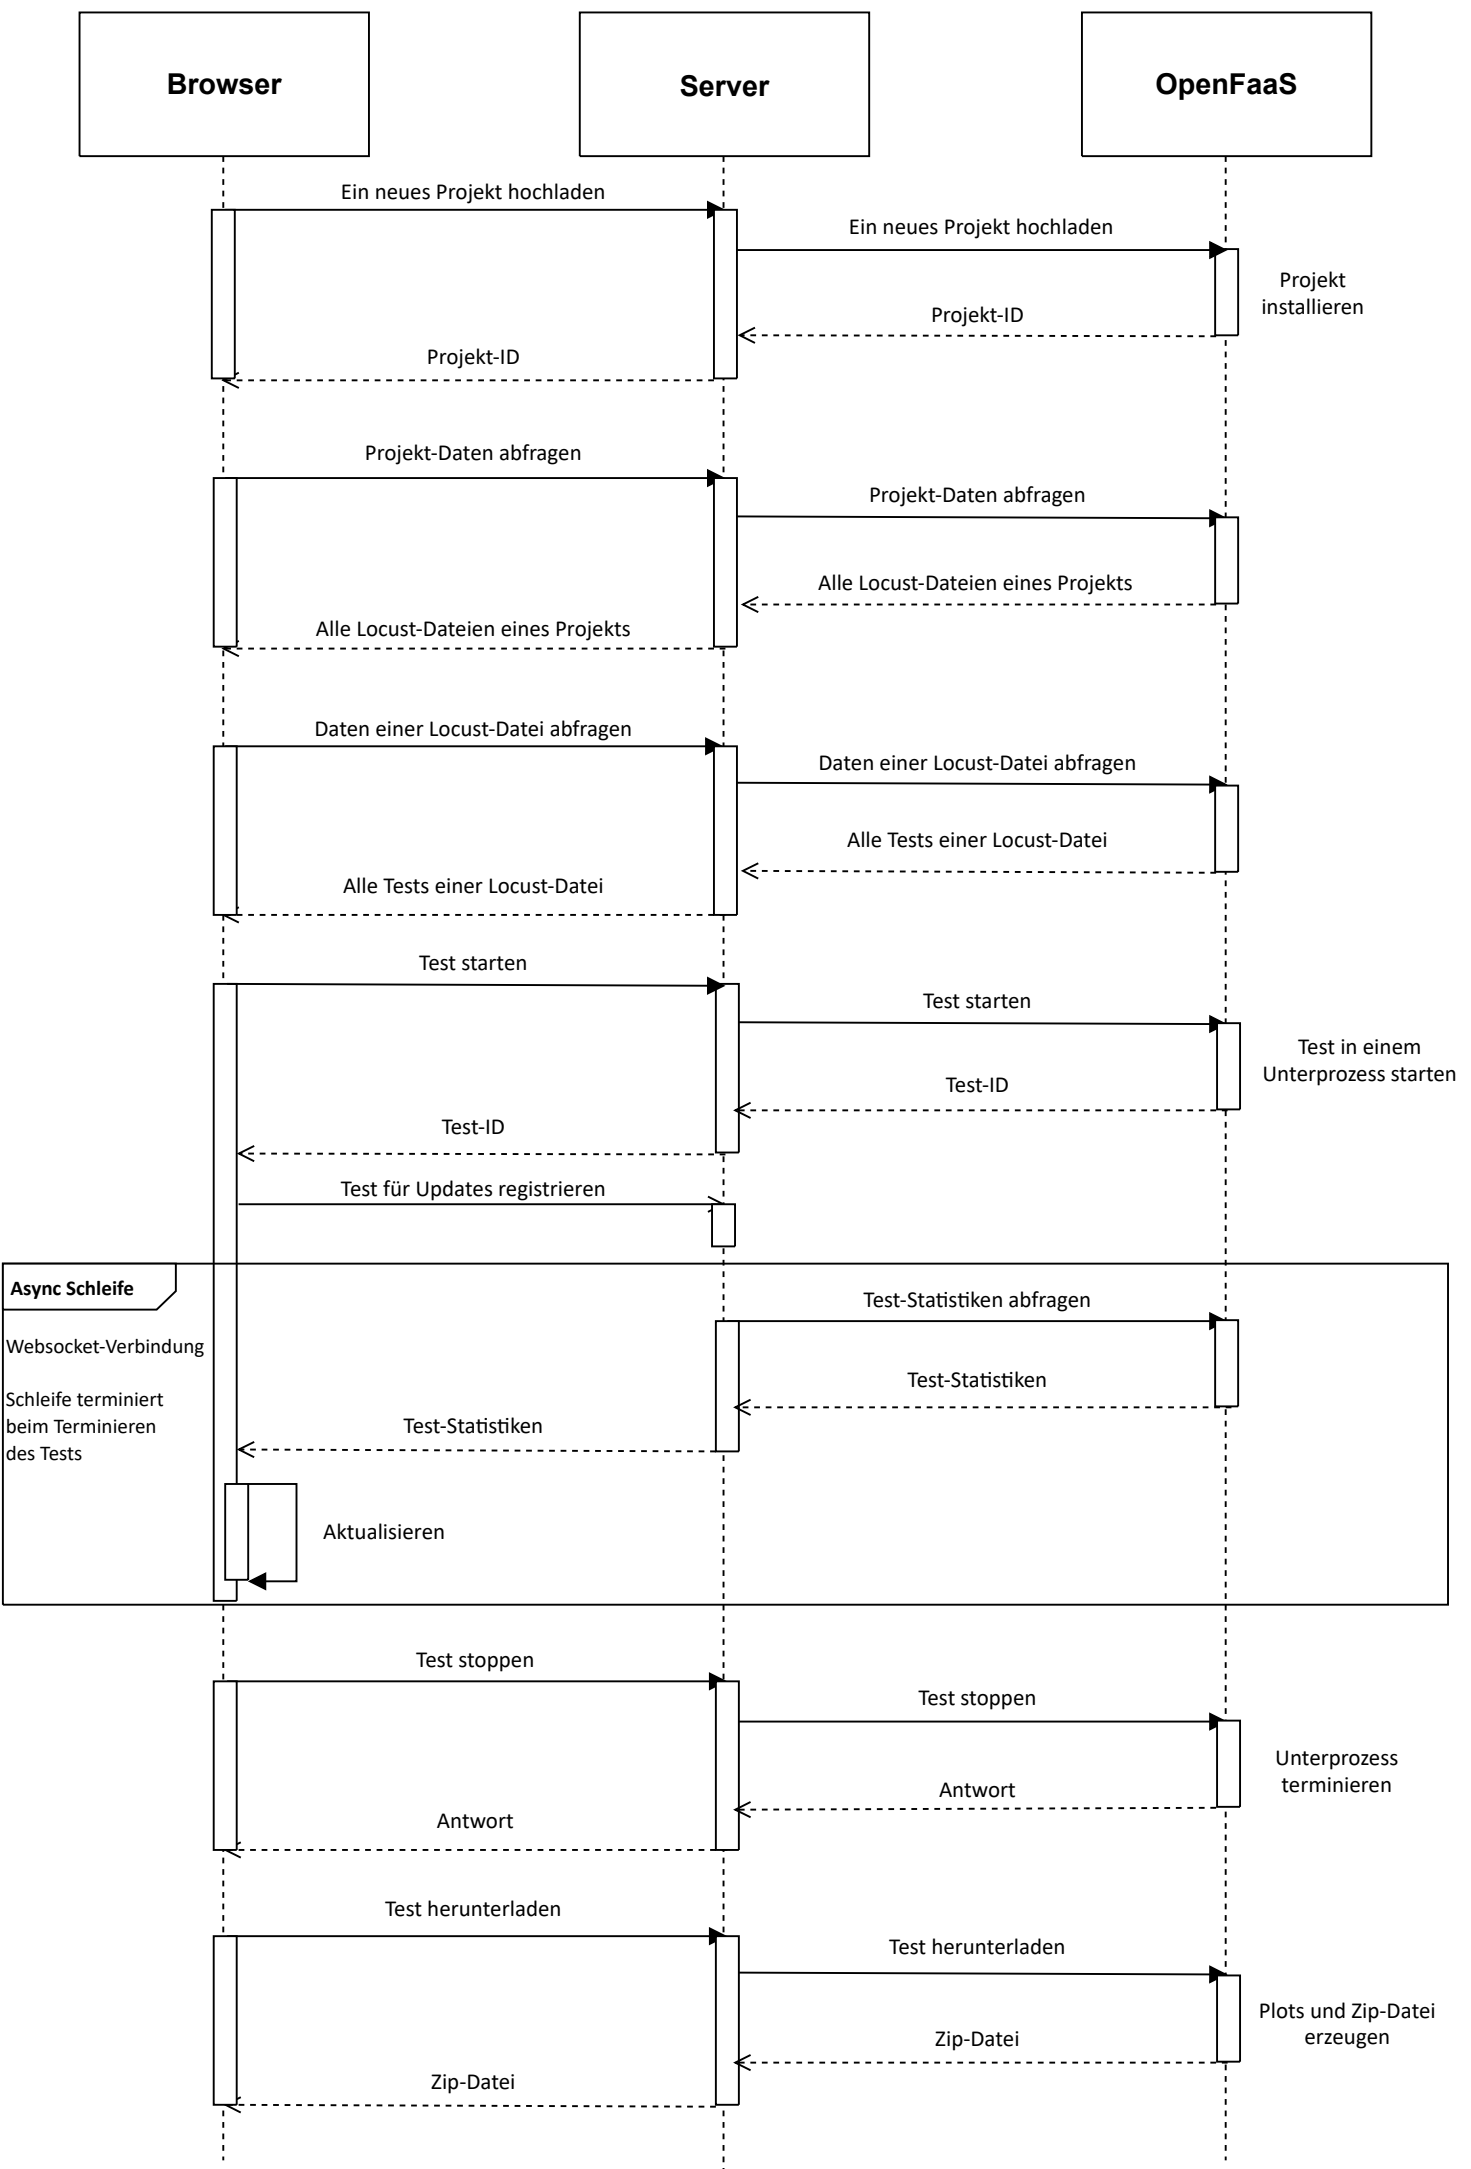 Browser
Server
OpenFaaS
Ein neues Projekt hochladen
Ein neues Projekt hochladen
Projekt
installieren
Projekt-ID
Projekt-ID
Projekt-Daten abfragen
Projekt-Daten abfragen
Alle Locust-Dateien eines Projekts
Alle Locust-Dateien eines Projekts
Daten einer Locust-Datei abfragen
Daten einer Locust-Datei abfragen
Alle Tests einer Locust-Datei
Alle Tests einer Locust-Datei
Test starten
Test starten
Test in einem
Unterprozess starten
Test-ID
Test-ID
Test für Updates registrieren
Async Schleife
Test-Statistiken abfragen
Websocket-Verbindung
Test-Statistiken
Schleife terminiert
beim Terminieren
des Tests
Test-Statistiken
Aktualisieren
Test stoppen
Test stoppen
Unterprozess
terminieren
Antwort
Antwort
Test herunterladen
Test herunterladen
Plots und Zip-Datei
erzeugen
Zip-Datei
Zip-Datei